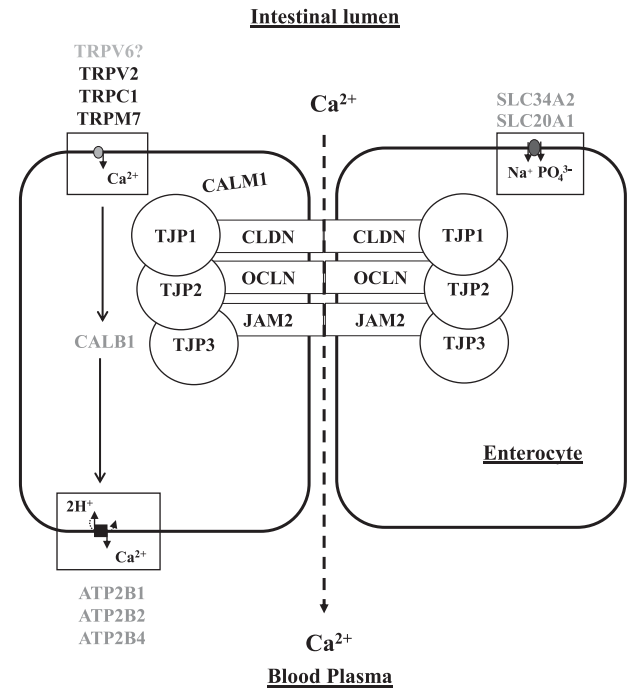 Intestinal lumen
TRPV6?
TRPV2
TRPC1
TRPM7
Ca²⁺
SLC34A2
SLC20A1
Ca²⁺
Na⁺ PO₄³⁻
CALM1
TJP1 CLDN CLDN TJP1
TJP2 OCLN OCLN TJP2
TJP3 JAM2 JAM2 TJP3
CALB1
Enterocyte
2H⁺
Ca²⁺
ATP2B1
ATP2B2
ATP2B4
Ca²⁺
Blood Plasma